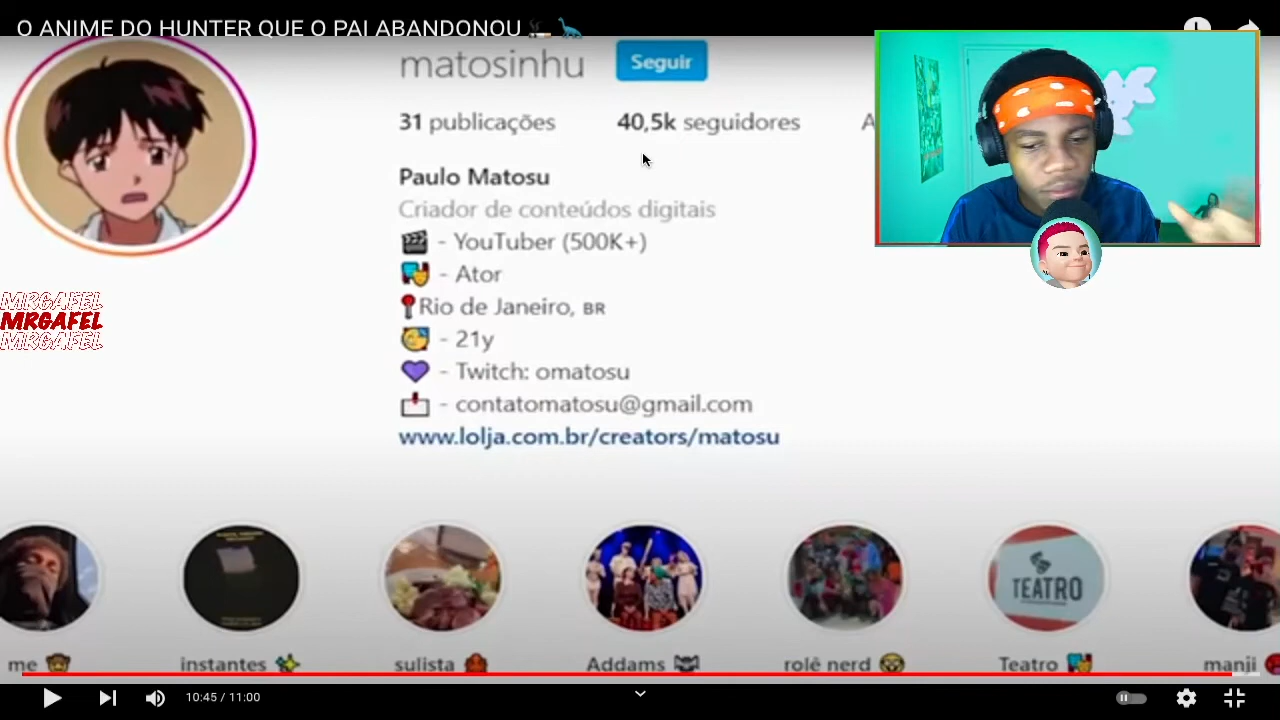 O ANIME DO HUNTER QUE O PAI ABANDONOU
matosinhu Seguir
31 publicações 40,5k seguidores
Paulo Matosu
Criador de conteúdos digitais
- YouTuber (500K+)
- Ator
Rio de Janeiro, BR
- 21y
- Twitch: omatosu
- contatomatosu@gmail.com
www.lolja.com.br/creators/matosu
MRGAFEL
MRGAFEL
MRGAFEL
TEATRO
me instantes sulista Addams rolê nerd Teatro manji
10:45 / 11:00